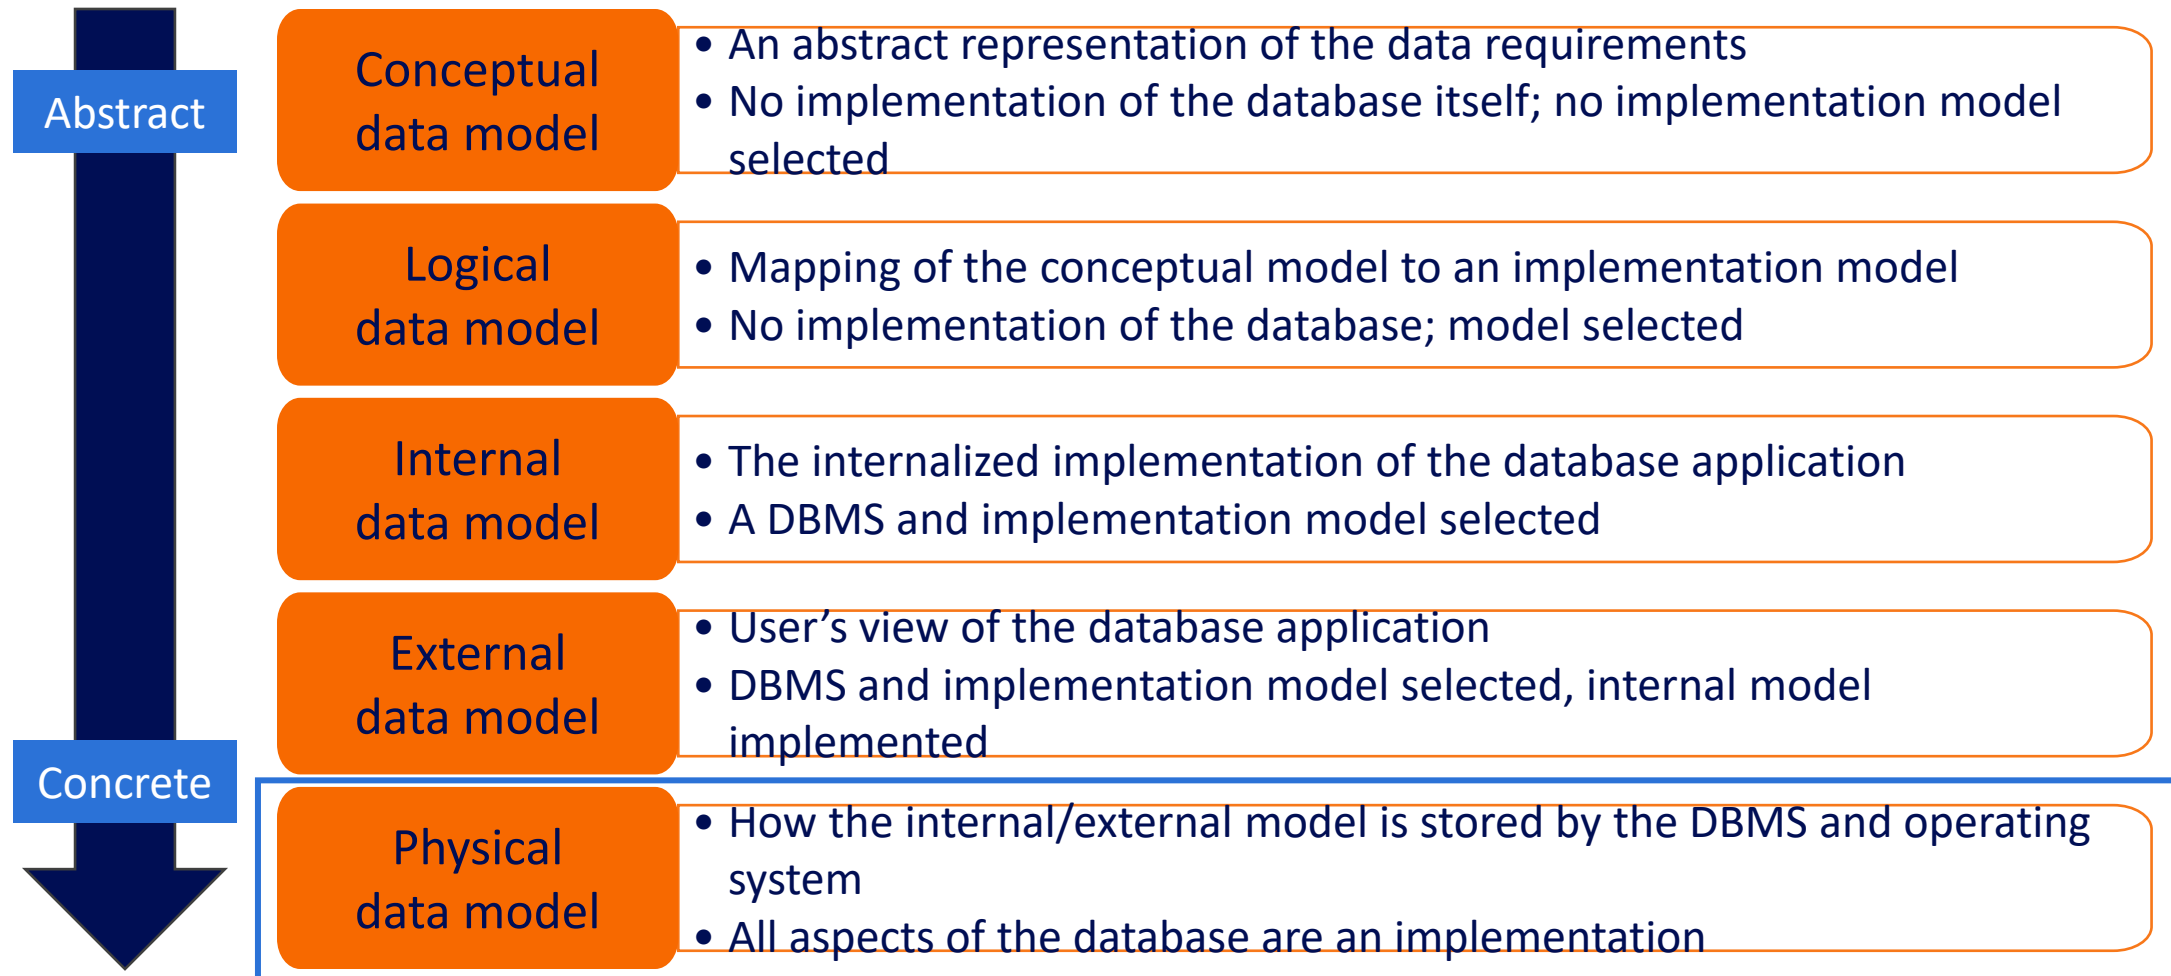 Abstract
Concrete
Conceptual
data model
• An abstract representation of the data requirements
• No implementation of the database itself; no implementation model
selected
Logical
data model
• Mapping of the conceptual model to an implementation model
• No implementation of the database; model selected
Internal
data model
• The internalized implementation of the database application
• A DBMS and implementation model selected
External
data model
• User’s view of the database application
• DBMS and implementation model selected, internal model
implemented
Physical
data model
• How the internal/external model is stored by the DBMS and operating
system
• All aspects of the database are an implementation